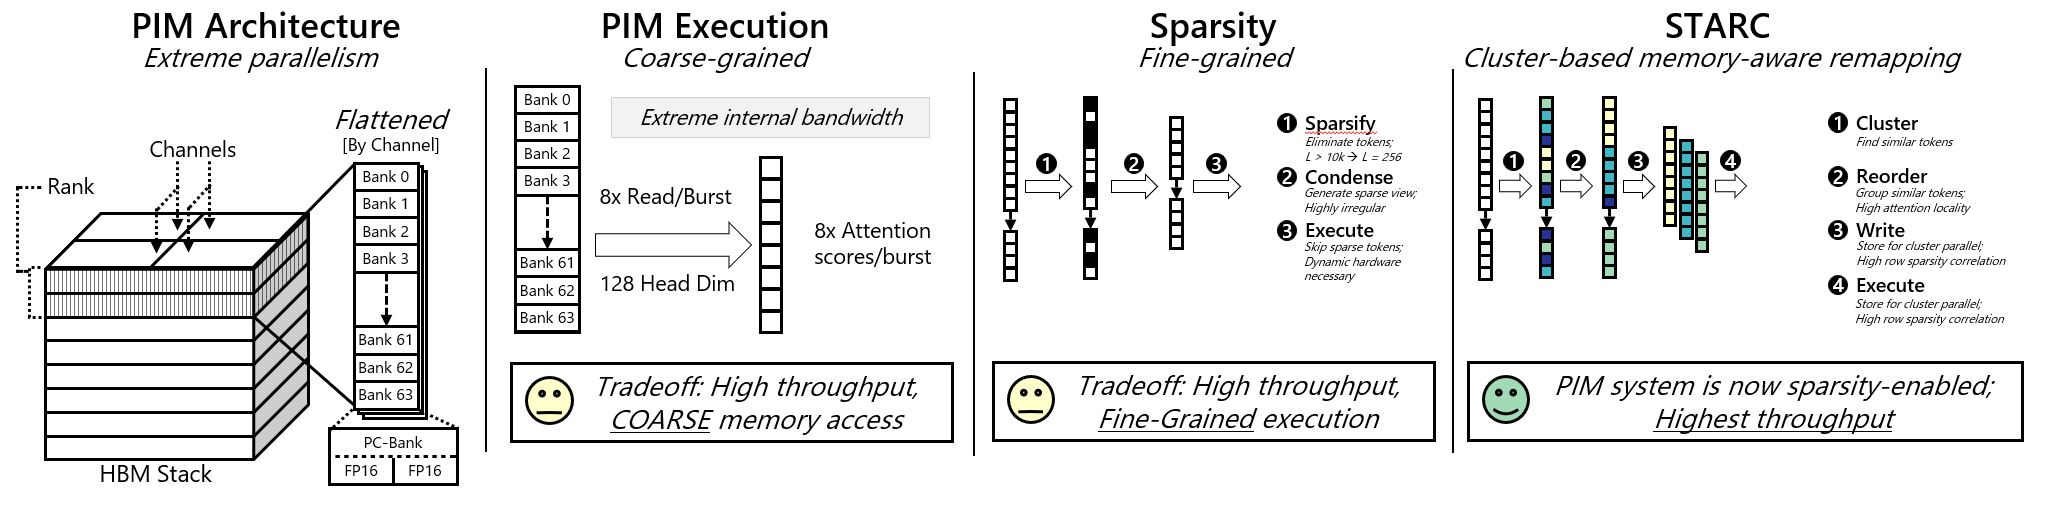 PIM Architecture
Extreme parallelism
Flattened
[By Channel]
Channels
Rank
Bank 0
Bank 1
Bank 2
Bank 3
Bank 61
Bank 62
Bank 63
PC-Bank
FP16 FP16
HBM Stack
PIM Execution
Coarse-grained
Bank 0
Bank 1
Bank 2
Bank 3
Bank 61
Bank 62
Bank 63
Extreme internal bandwidth
8x Read/Burst
128 Head Dim
8x Attention
scores/burst
Tradeoff: High throughput,
COARSE memory access
Sparsity
Fine-grained
1
2
3
1 Sparsify
Eliminate tokens;
L > 10k → L = 256
2 Condense
Generate sparse view;
Highly irregular
3 Execute
Skip sparse tokens;
Dynamic hardware
necessary
Tradeoff: High throughput,
Fine-Grained execution
STARC
Cluster-based memory-aware remapping
1
2
3
4
1 Cluster
Find similar tokens
2 Reorder
Group similar tokens;
High attention locality
3 Write
Store for cluster parallel;
High row sparsity correlation
4 Execute
Store for cluster parallel;
High row sparsity correlation
PIM system is now sparsity-enabled;
Highest throughput